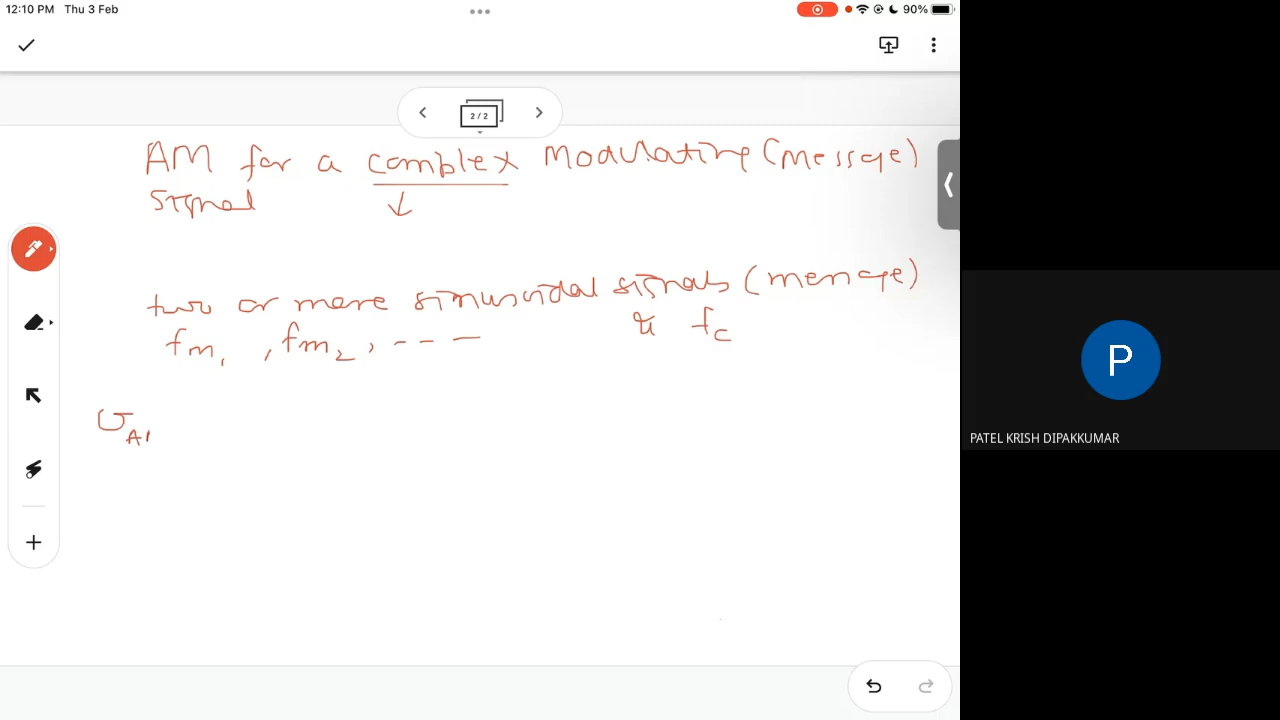 12:10 PM Thu 3 Feb
90%
2 / 2
AM for a complex Modulating (Message)
Signal
two or more sinusoidal signals (message)
fm1, fm2, ---
& fc
P
PATEL KRISH DIPAKKUMAR